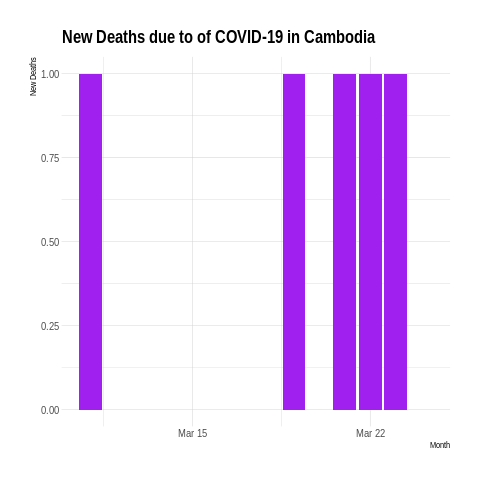 New Deaths due to of COVID-19 in Cambodia
New Deaths
1.00
0.75
0.50
0.25
0.00
Mar 15
Mar 22
Month